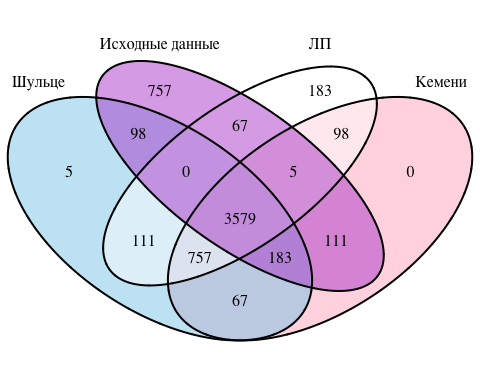 Исходные данные ЛП
Шульце Кемени
757 183
67
98 98
5 0 5 0
3579
111 111
757 183
67